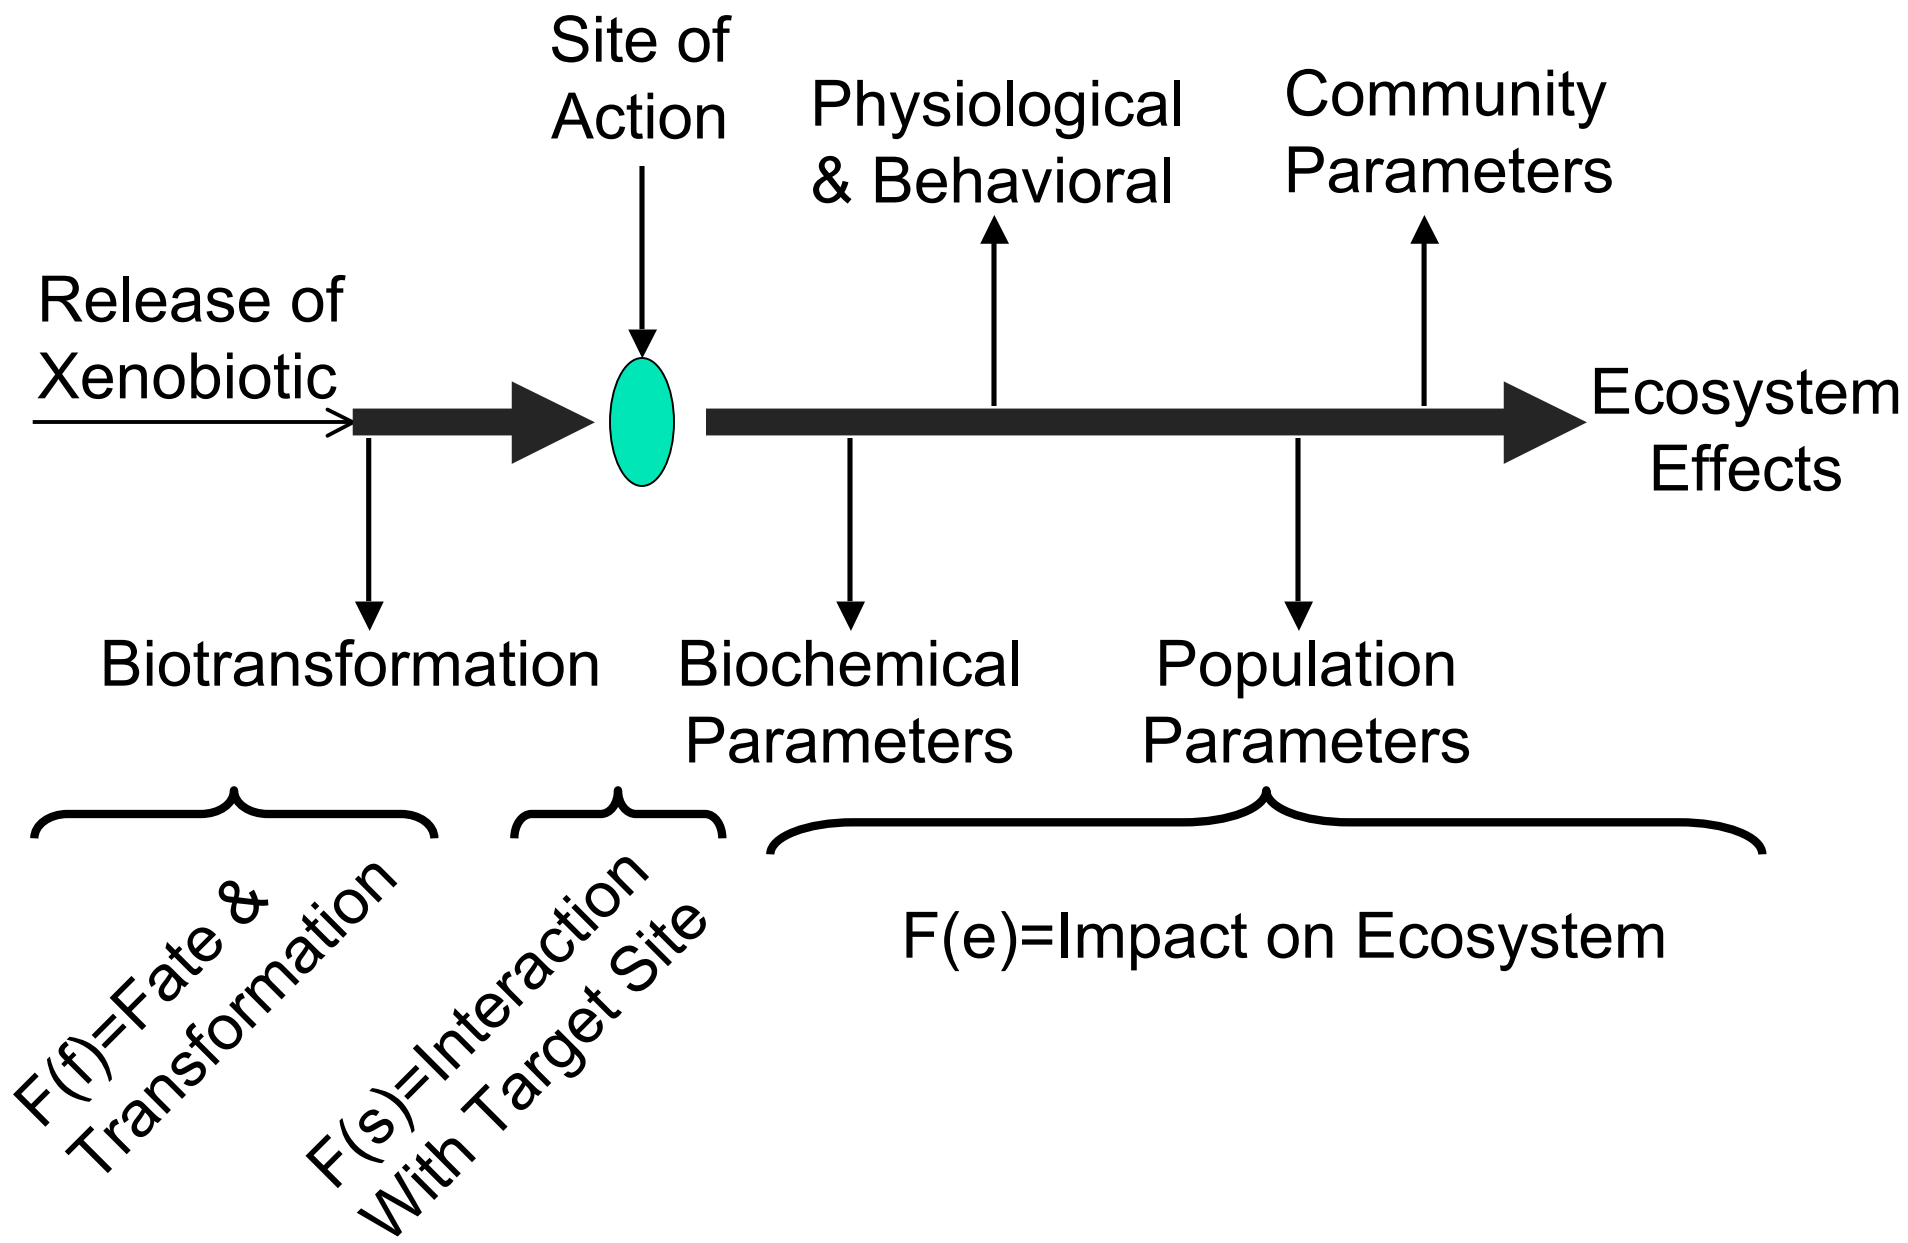 Site of
Action
Physiological
& Behavioral
Community
Parameters
Release of
Xenobiotic
Ecosystem
Effects
Biotransformation
Biochemical
Parameters
Population
Parameters
F(f)=Fate &
Transformation
F(s)=Interaction
With Target Site
F(e)=Impact on Ecosystem